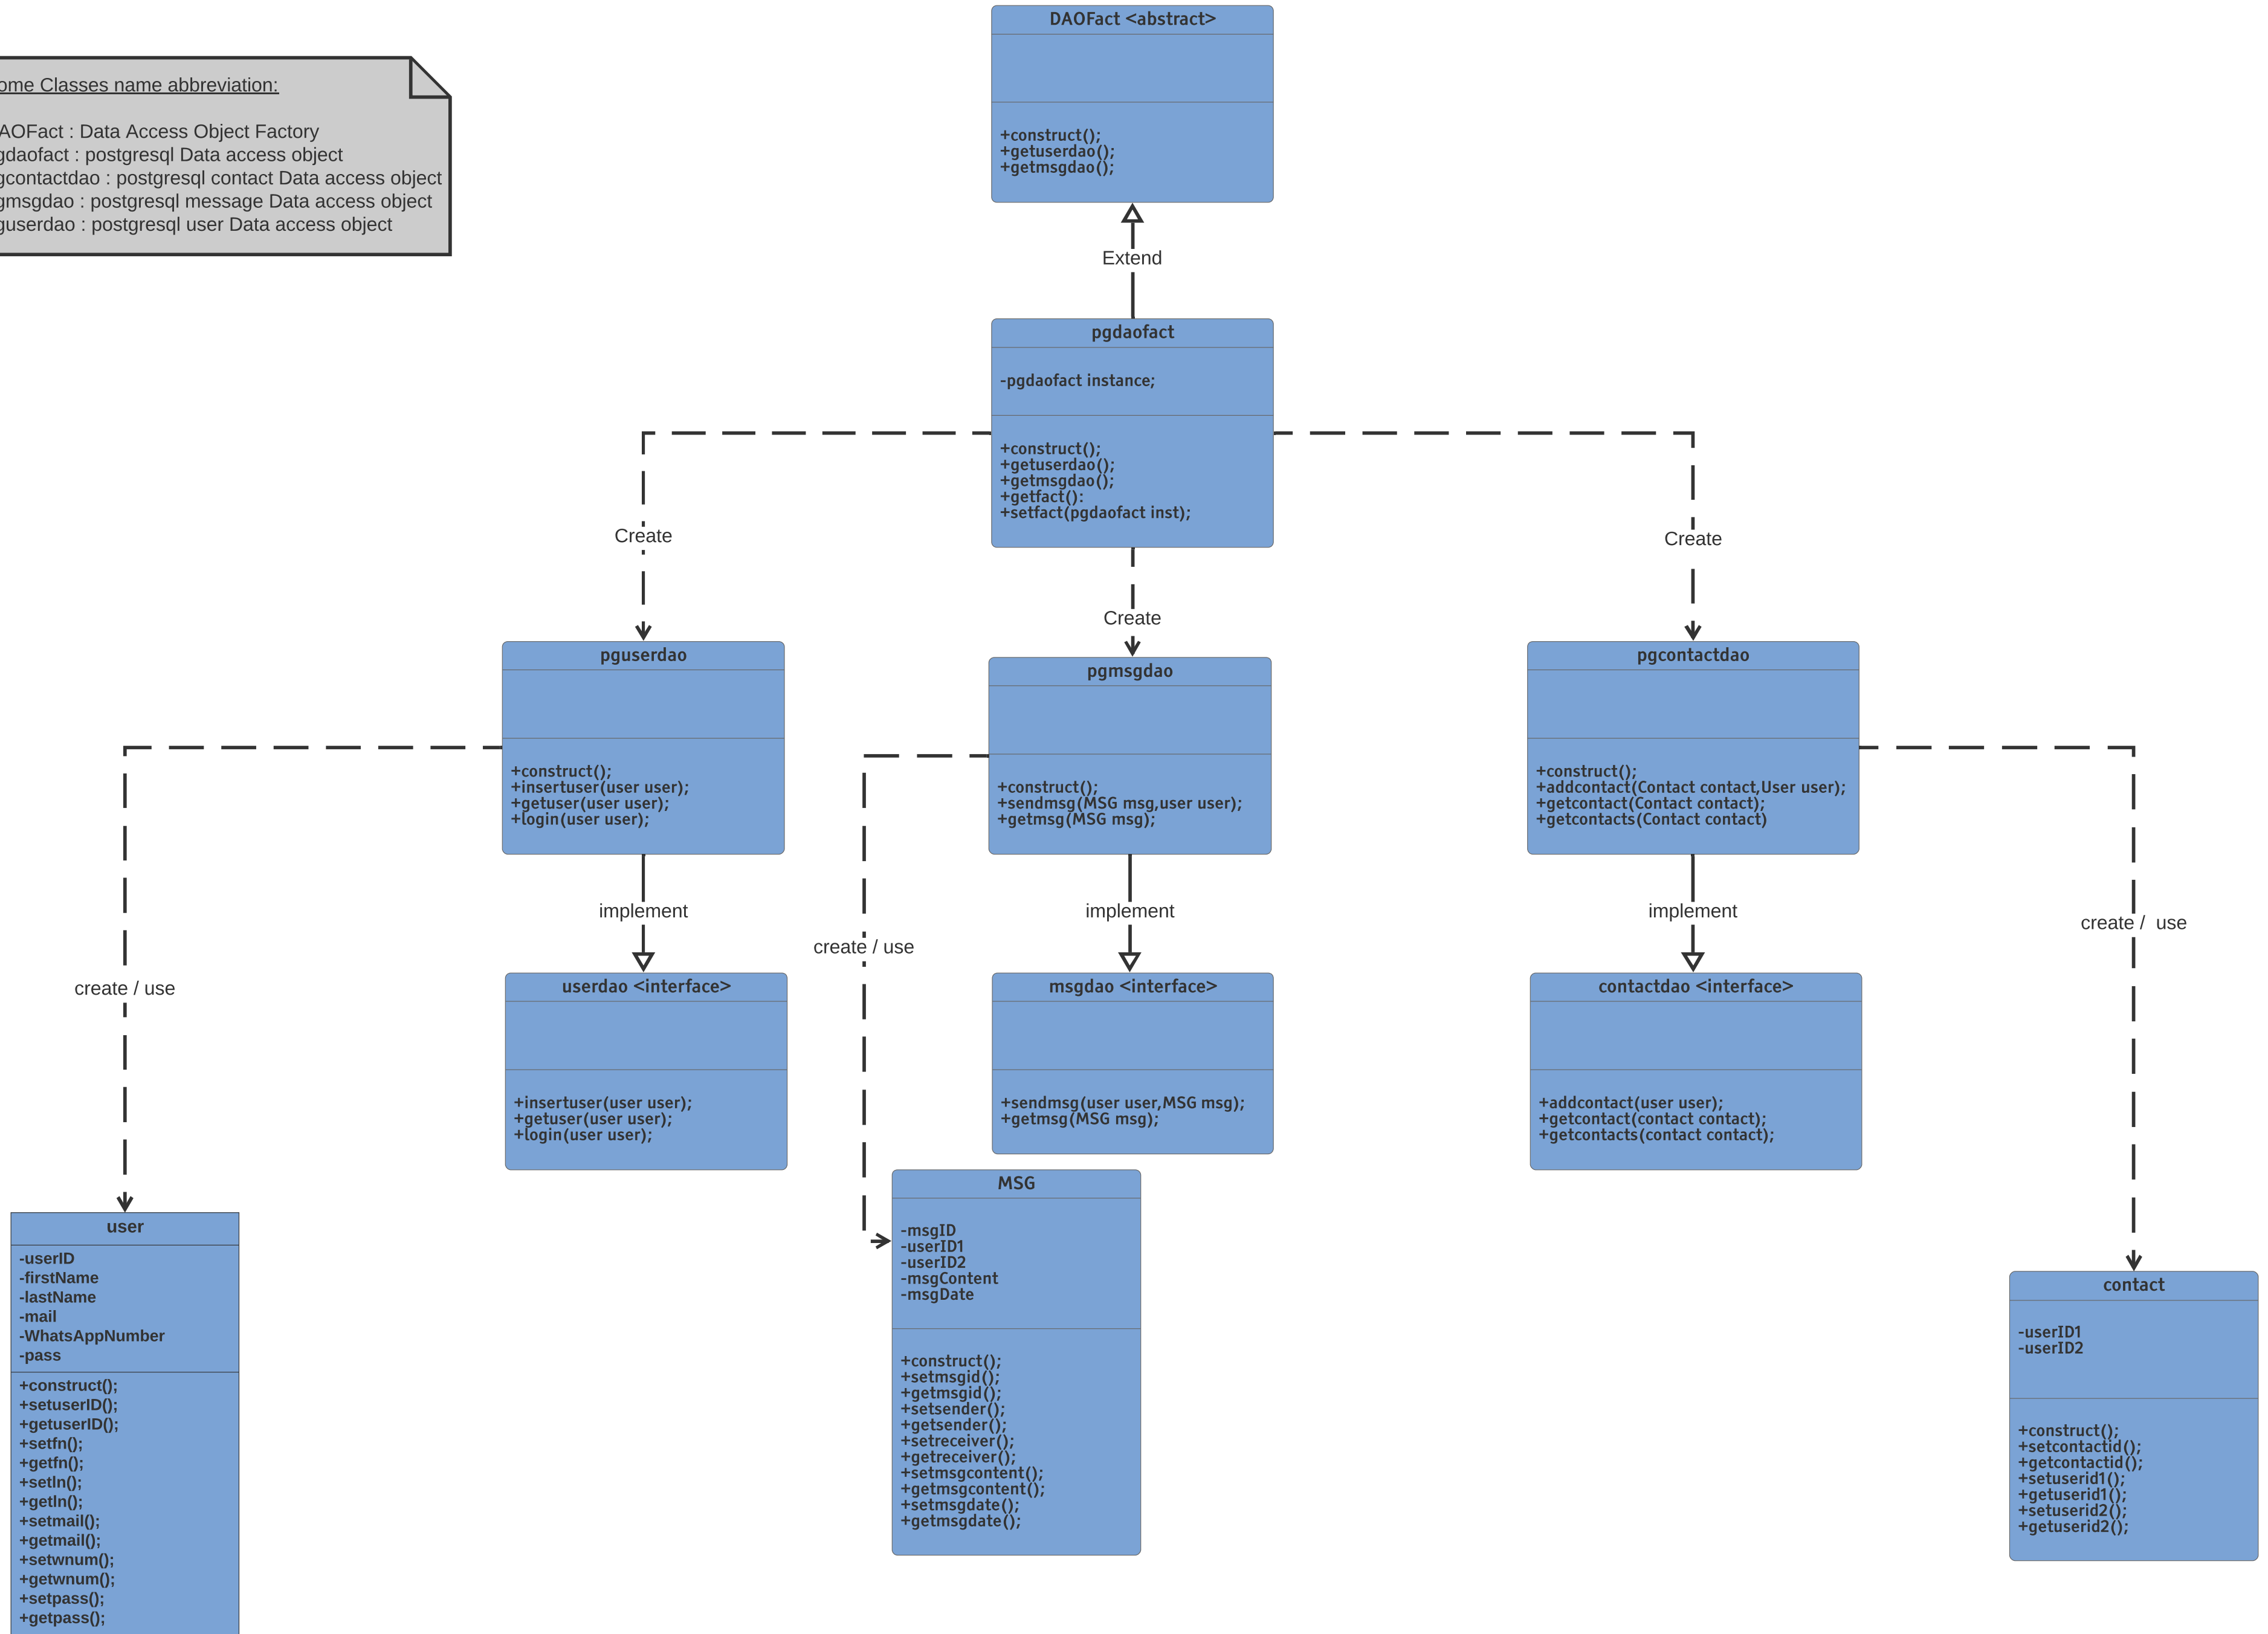 DAOFact <abstract>
+construct();
+getuserdao();
+getmsgdao();
ome Classes name abbreviation:
AOFact : Data Access Object Factory
gdaofact : postgresql Data access object
gcontactdao : postgresql contact Data access object
gmsgdao : postgresql message Data access object
guserdao : postgresql user Data access object
Extend
pgdaofact
-pgdaofact instance;
+construct();
+getuserdao();
+getmsgdao();
+getfact():
+setfact(pgdaofact inst);
Create
Create
Create
pguserdao
+construct();
+insertuser(user user);
+getuser(user user);
+login(user user);
pgmsgdao
+construct();
+sendmsg(MSG msg,user user);
+getmsg(MSG msg);
pgcontactdao
+construct();
+addcontact(Contact contact,User user);
+getcontact(Contact contact);
+getcontacts(Contact contact)
implement
implement
implement
create / use
create / use
create / use
userdao <interface>
+insertuser(user user);
+getuser(user user);
+login(user user);
msgdao <interface>
+sendmsg(user user,MSG msg);
+getmsg(MSG msg);
contactdao <interface>
+addcontact(user user);
+getcontact(contact contact);
+getcontacts(contact contact);
user
-userID
-firstName
-lastName
-mail
-WhatsAppNumber
-pass
+construct();
+setuserID();
+getuserID();
+setfn();
+getfn();
+setln();
+getln();
+setmail();
+getmail();
+setwnum();
+getwnum();
+setpass();
+getpass();
MSG
-msgID
-userID1
-userID2
-msgContent
-msgDate
+construct();
+setmsgid();
+getmsgid();
+setsender();
+getsender();
+setreceiver();
+getreceiver();
+setmsgcontent();
+getmsgcontent();
+setmsgdate();
+getmsgdate();
contact
-userID1
-userID2
+construct();
+setcontactid();
+getcontactid();
+setuserid1();
+getuserid1();
+setuserid2();
+getuserid2();